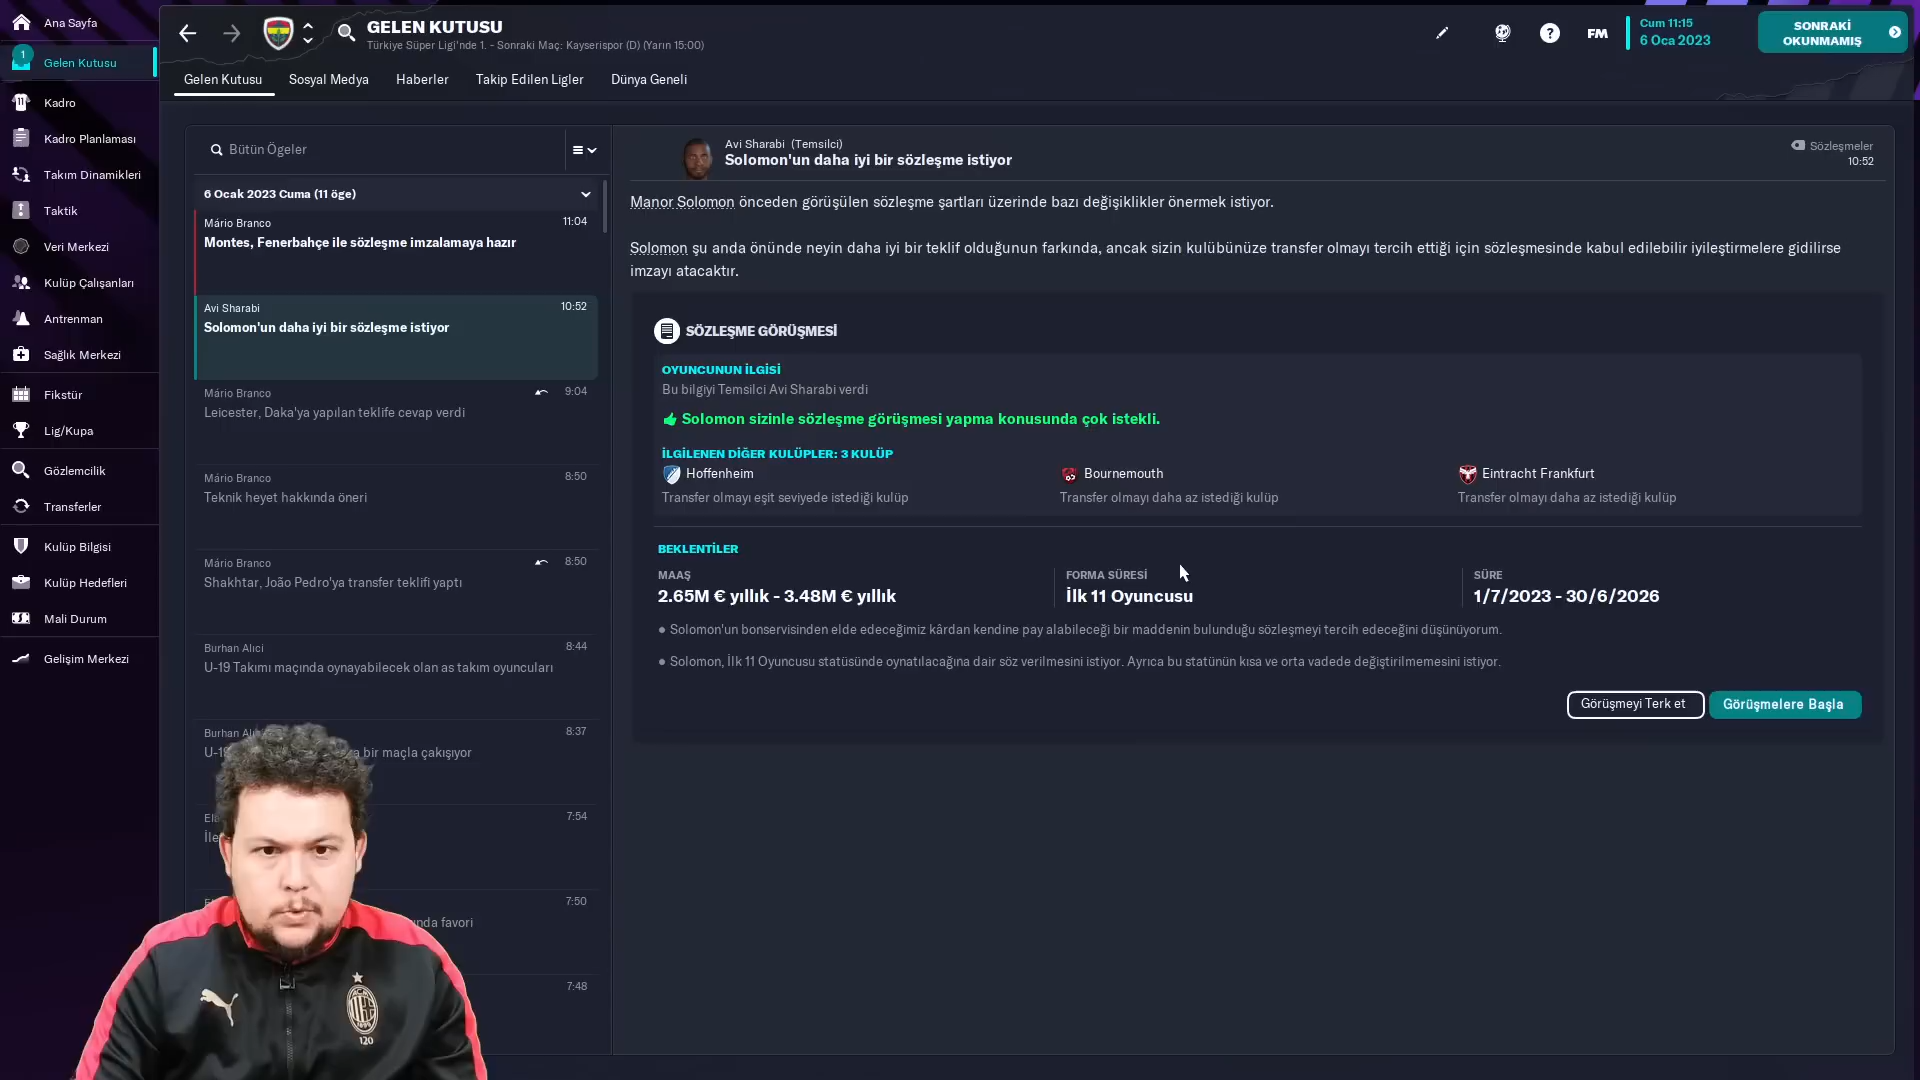 Ana Sayfa
1
Gelen Kutusu
Kadro
Kadro Planlaması
Takım Dinamikleri
Taktik
Veri Merkezi
Kulüp Çalışanları
Antrenman
Sağlık Merkezi
Fikstür
Lig/Kupa
Gözlemcilik
Transferler
Kulüp Bilgisi
Kulüp Hedefleri
Mali Durum
Gelişim Merkezi
GELEN KUTUSU
Türkiye Süper Ligi'nde 1. - Sonraki Maç: Kayserispor (D) (Yarın 15:00)
FM
Cum 11:15
6 Oca 2023
SONRAKİ
OKUNMAMIŞ
Gelen Kutusu Sosyal Medya Haberler Takip Edilen Ligler Dünya Geneli
Bütün Ögeler
6 Ocak 2023 Cuma (11 öge)
Mário Branco 11:04
Montes, Fenerbahçe ile sözleşme imzalamaya hazır
Avi Sharabi 10:52
Solomon'un daha iyi bir sözleşme istiyor
Mário Branco 9:04
Leicester, Daka'ya yapılan teklife cevap verdi
Mário Branco 8:50
Teknik heyet hakkında öneri
Mário Branco 8:50
Shakhtar, João Pedro'ya transfer teklifi yaptı
Burhan Alıcı 8:44
U-19 Takımı maçında oynayabilecek olan as takım oyuncuları
Burhan 8:37
bir maçla çakışıyor
7:54
7:50
favori
7:48
Avi Sharabi (Temsilci)
Solomon'un daha iyi bir sözleşme istiyor
Sözleşmeler
10:52
Manor Solomon önceden görüşülen sözleşme şartları üzerinde bazı değişiklikler önermek istiyor.
Solomon şu anda önünde neyin daha iyi bir teklif olduğunun farkında, ancak sizin kulübünüze transfer olmayı tercih ettiği için sözleşmesinde kabul edilebilir iyileştirmelere gidilirse
imzayı atacaktır.
SÖZLEŞME GÖRÜŞMESİ
OYUNCUNUN İLGİSİ
Bu bilgiyi Temsilci Avi Sharabi verdi
Solomon sizinle sözleşme görüşmesi yapma konusunda çok istekli.
İLGİLENEN DİĞER KULÜPLER: 3 KULÜP
Hoffenheim Bournemouth Eintracht Frankfurt
Transfer olmayı eşit seviyede istediği kulüp Transfer olmayı daha az istediği kulüp Transfer olmayı daha az istediği kulüp
BEKLENTİLER
MAAŞ FORMA SÜRESİ SÜRE
2.65M € yıllık - 3.48M € yıllık İlk 11 Oyuncusu 1/7/2023 - 30/6/2026
• Solomon'un bonservisinden elde edeceğimiz kârdan kendine pay alabileceği bir maddenin bulunduğu sözleşmeyi tercih edeceğini düşünüyorum.
• Solomon, İlk 11 Oyuncusu statüsünde oynatılacağına dair söz verilmesini istiyor. Ayrıca bu statünün kısa ve orta vadede değiştirilmemesini istiyor.
Görüşmeyi Terk et Görüşmelere Başla